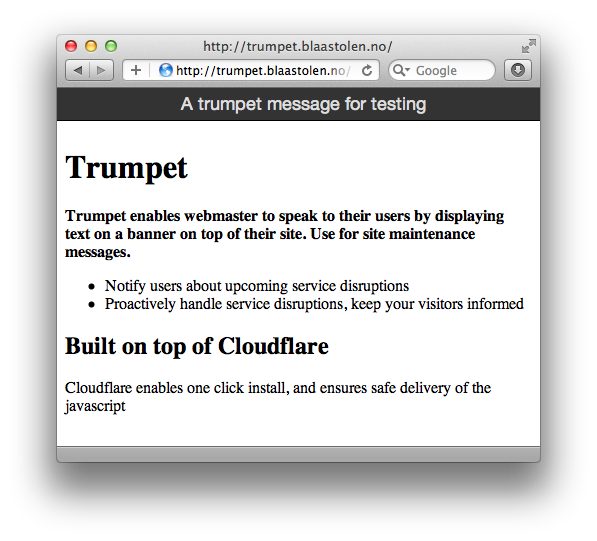 http://trumpet.blaastolen.no/
http://trumpet.blaastolen.no/ Google
A trumpet message for testing
Trumpet
Trumpet enables webmaster to speak to their users by displaying
text on a banner on top of their site. Use for site maintenance
messages.
Notify users about upcoming service disruptions
Proactively handle service disruptions, keep your visitors informed
Built on top of Cloudflare
Cloudflare enables one click install, and ensures safe delivery of the
javascript